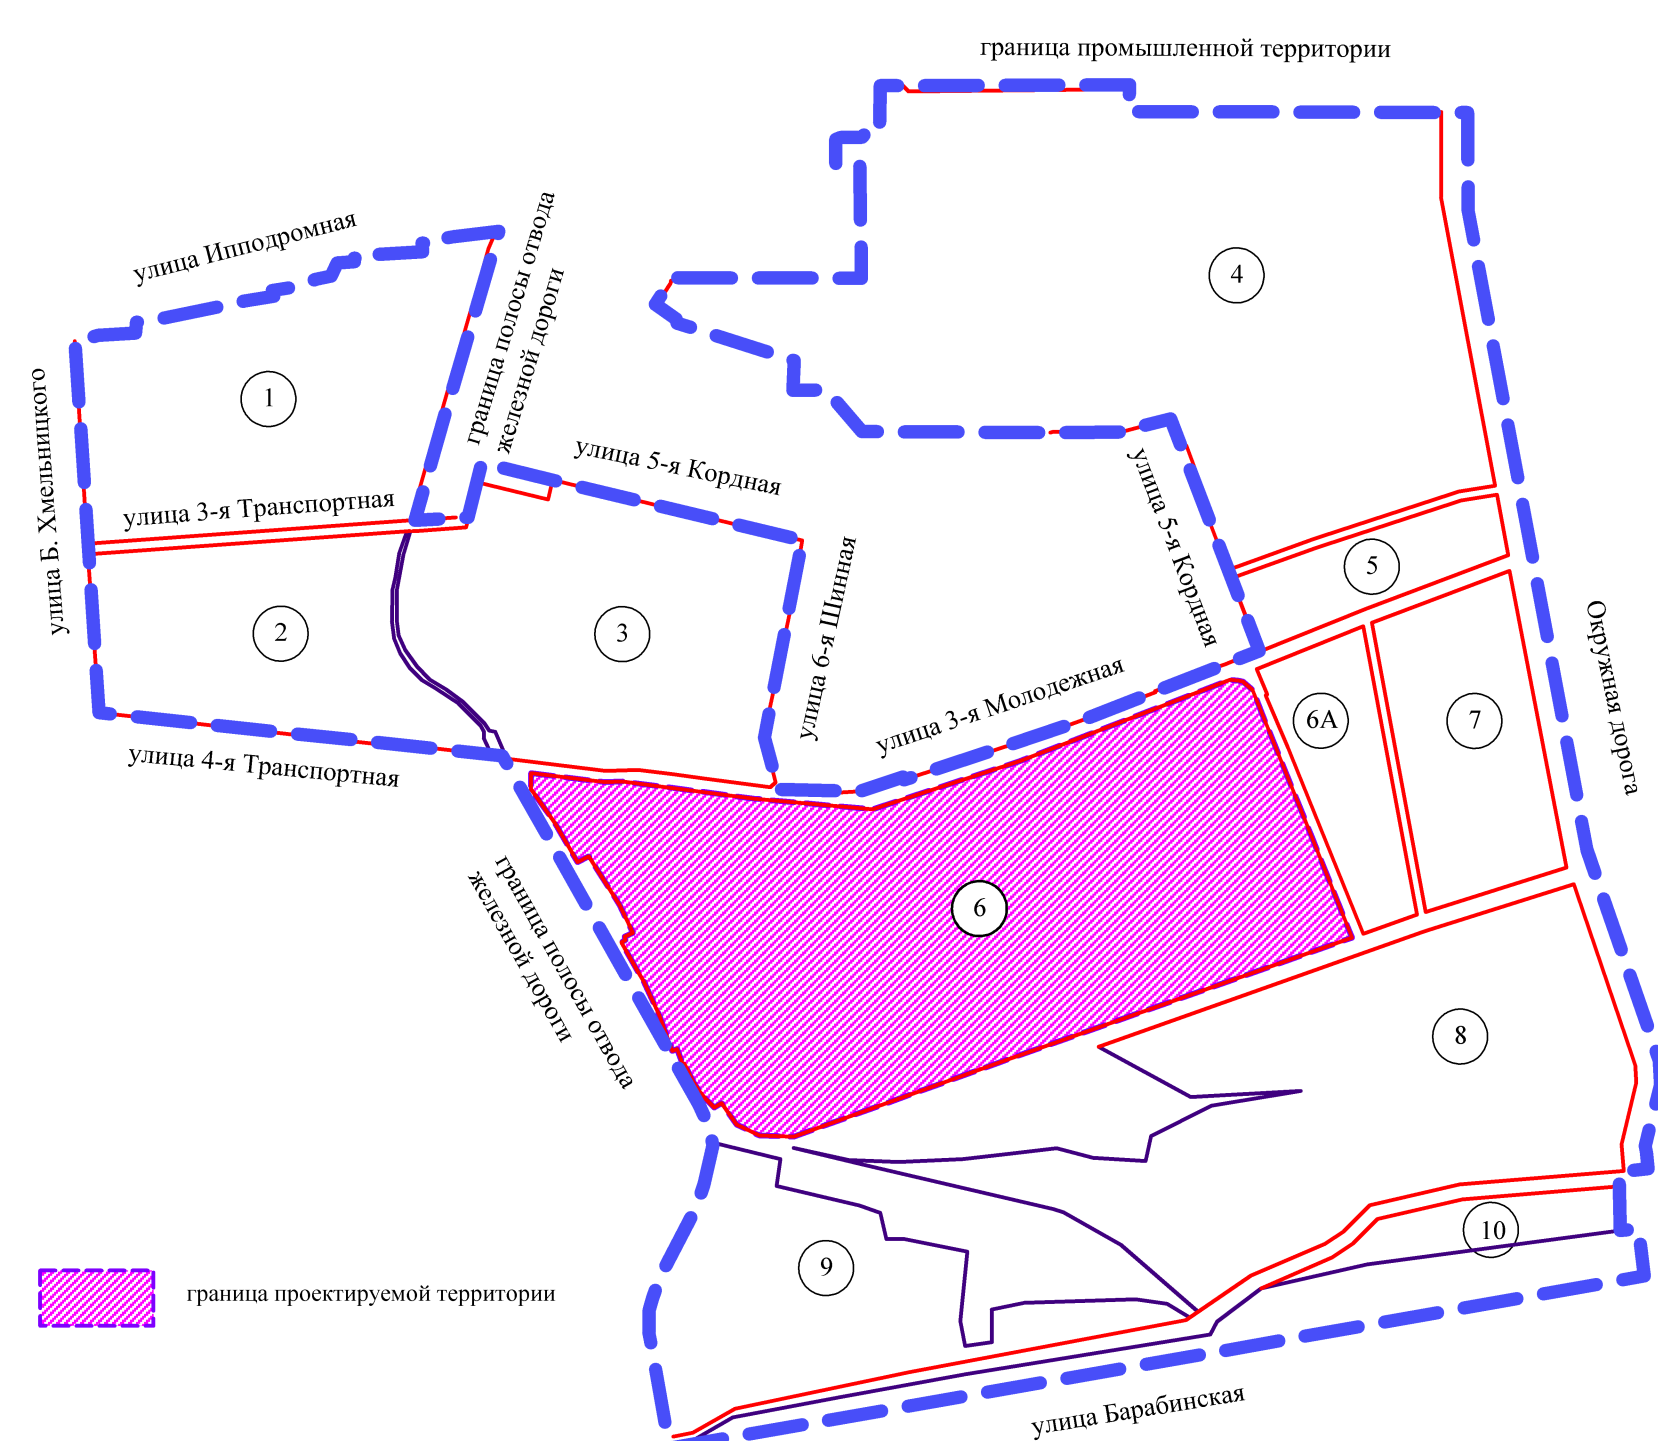 граница промышленной территории
улица Ипподромная
граница полосы отвода
железной дороги
4
улица Б. Хмельницкого
1
улица 5-я Кордная
улица 3-я Транспортная
улица 5-я Кордная
5
2
3
улица 6-я Шинная
Окружная дорога
улица 3-я Молодежная
6А
7
улица 4-я Транспортная
6
граница полосы отвода
железной дороги
8
10
9
граница проектируемой территории
улица Барабинская